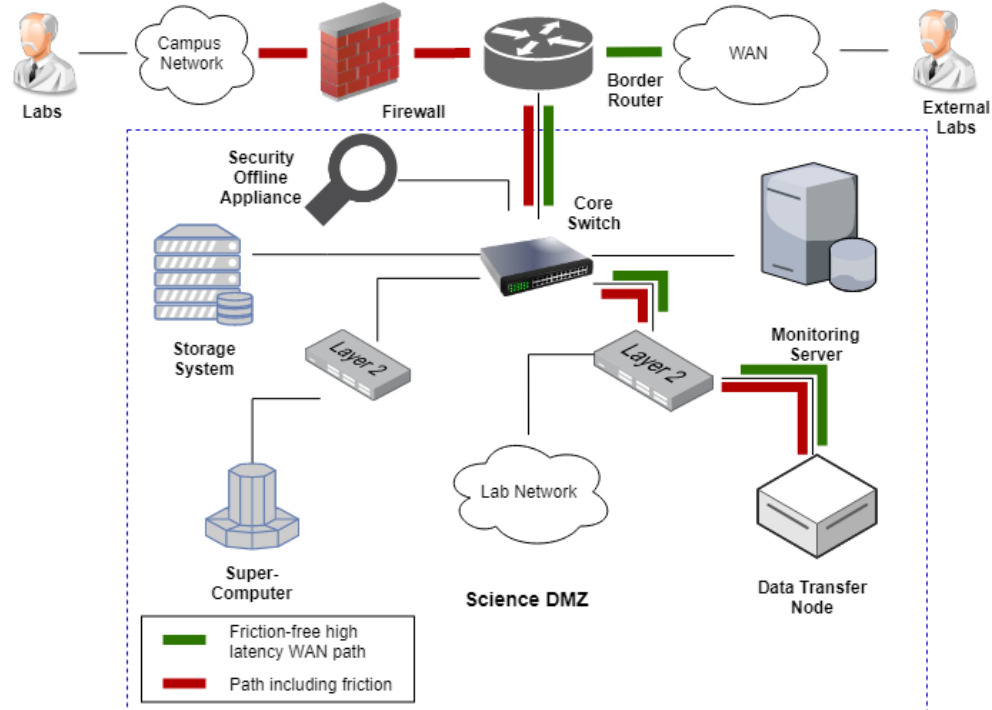 Labs
Campus
Network
Firewall
Border
Router
WAN
External
Labs
Security
Offline
Appliance
Core
Switch
Storage
System
Layer 2
Layer 2
Monitoring
Server
Lab Network
Super-
Computer
Science DMZ
Data Transfer
Node
Friction-free high
latency WAN path
Path including friction